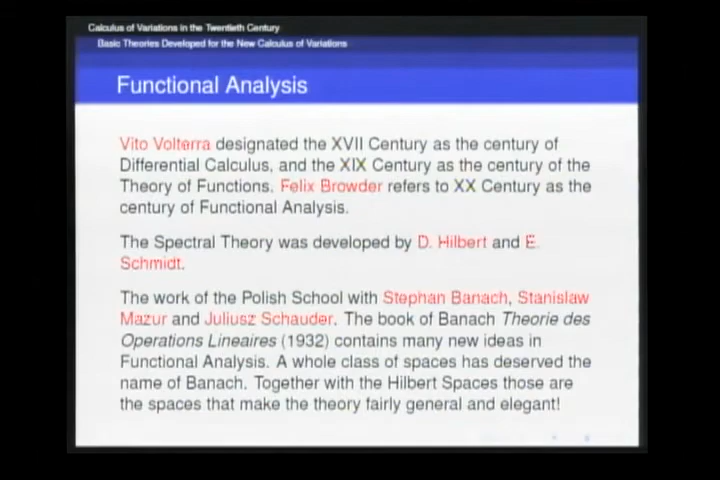 Calculus of Variations in the Twentieth Century
Basic Theories Developed for the New Calculus of Variations
Functional Analysis
Vito Volterra designated the XVII Century as the century of
Differential Calculus, and the XIX Century as the century of the
Theory of Functions. Felix Browder refers to XX Century as the
century of Functional Analysis.
The Spectral Theory was developed by D. Hilbert and E.
Schmidt.
The work of the Polish School with Stephan Banach, Stanislaw
Mazur and Juliusz Schauder. The book of Banach Theorie des
Operations Lineaires (1932) contains many new ideas in
Functional Analysis. A whole class of spaces has deserved the
name of Banach. Together with the Hilbert Spaces those are
the spaces that make the theory fairly general and elegant!